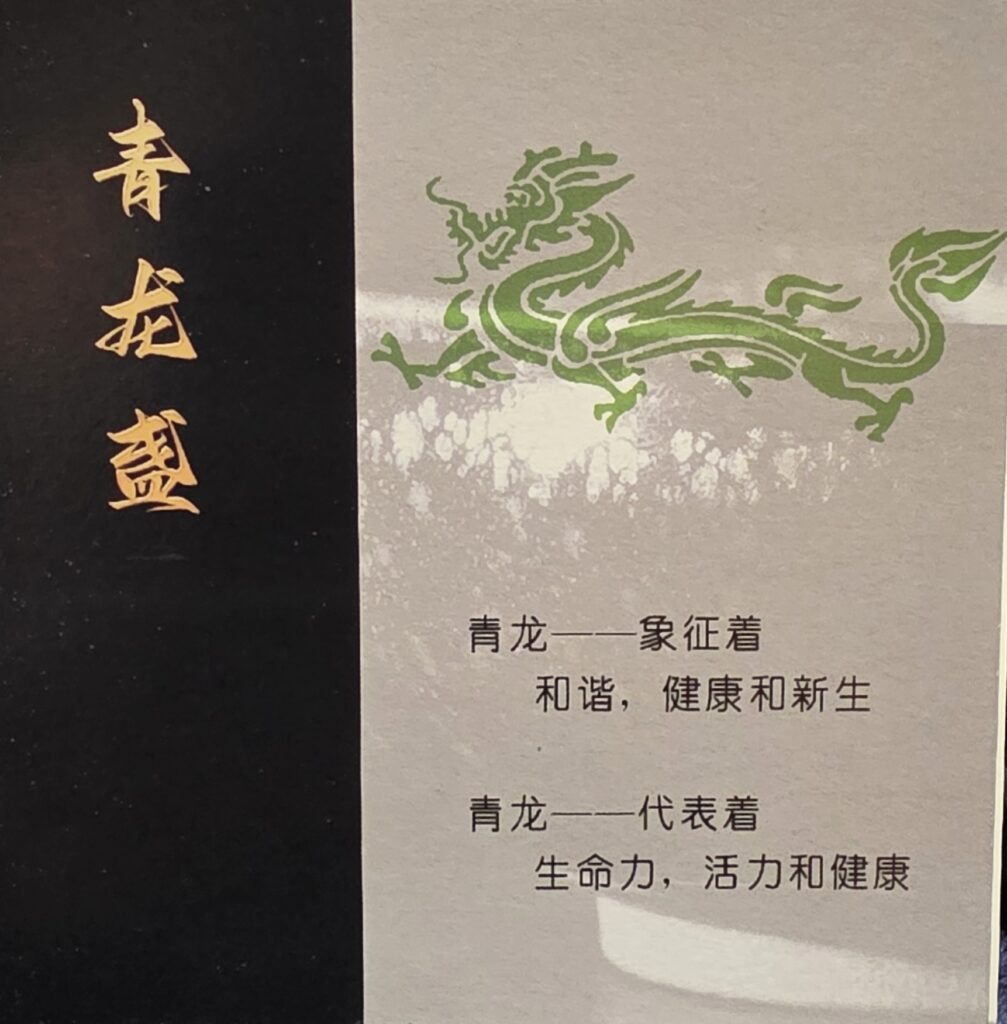 青龙盏
青龙——象征着
和谐，健康和新生
青龙——代表着
生命力，活力和健康